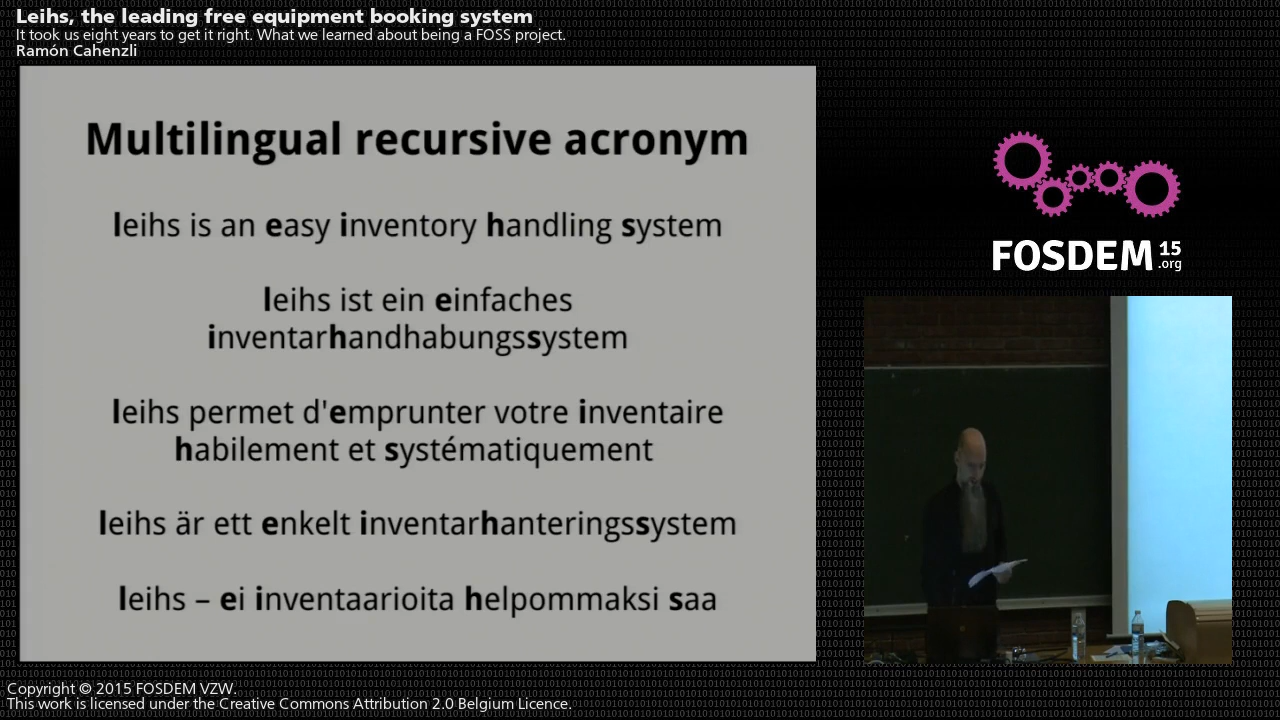 Leihs, the leading free equipment booking system
It took us eight years to get it right. What we learned about being a FOSS project.
Ramón Cahenzli
Multilingual recursive acronym
leihs is an easy inventory handling system
leihs ist ein einfaches
inventarhandhabungssystem
leihs permet d'emprunter votre inventaire
habilement et systématiquement
leihs är ett enkelt inventarhanteringssystem
leihs – ei inventaarioita helpommaksi saa
FOSDEM 15
.org
Copyright © 2015 FOSDEM VZW.
This work is licensed under the Creative Commons Attribution 2.0 Belgium Licence.